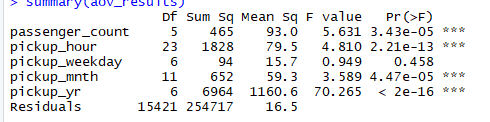 > summary(aov_results)
Df Sum Sq Mean Sq F value Pr(>F)
passenger_count 5 465 93.0 5.631 3.43e-05 ***
pickup_hour 23 1828 79.5 4.810 2.21e-13 ***
pickup_weekday 6 94 15.7 0.949 0.458
pickup_mnth 11 652 59.3 3.589 4.47e-05 ***
pickup_yr 6 6964 1160.6 70.265 < 2e-16 ***
Residuals 15421 254717 16.5